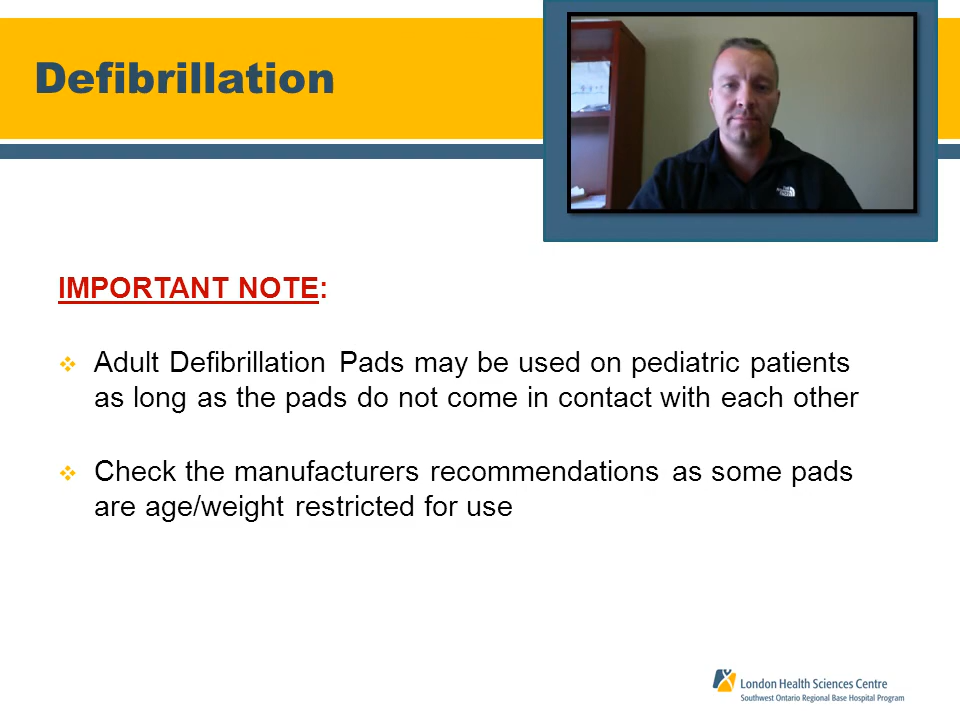 Defibrillation
IMPORTANT NOTE:
Adult Defibrillation Pads may be used on pediatric patients
as long as the pads do not come in contact with each other
Check the manufacturers recommendations as some pads
are age/weight restricted for use
London Health Sciences Centre
Southwest Ontario Regional Base Hospital Program